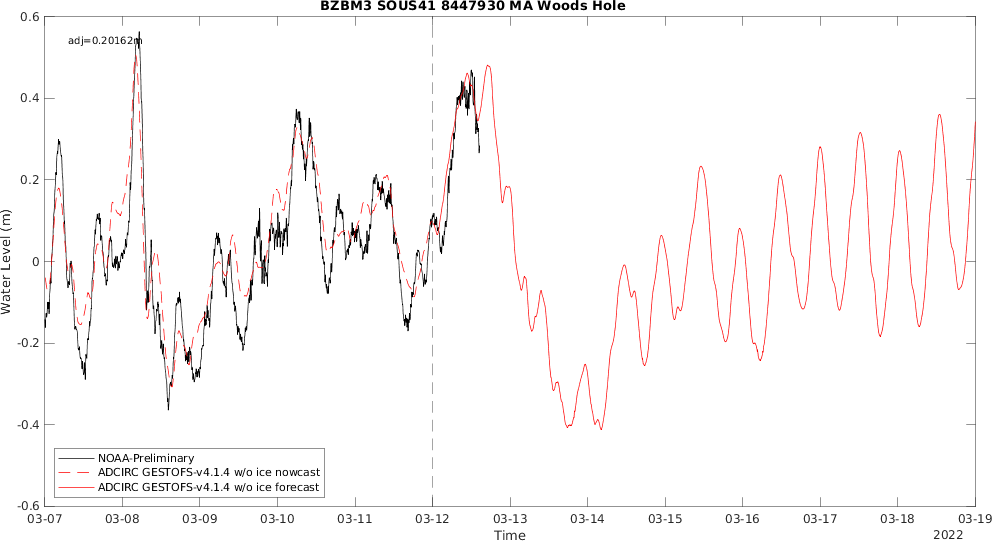 BZBM3 SOUS41 8447930 MA Woods Hole
adj=0.20162m
0.6
0.4
0.2
0
-0.2
-0.4
-0.6
Water Level (m)
NOAA-Preliminary
ADCIRC GESTOFS-v4.1.4 w/o ice nowcast
ADCIRC GESTOFS-v4.1.4 w/o ice forecast
03-07 03-08 03-09 03-10 03-11 03-12 03-13 03-14 03-15 03-16 03-17 03-18 03-19
Time
2022